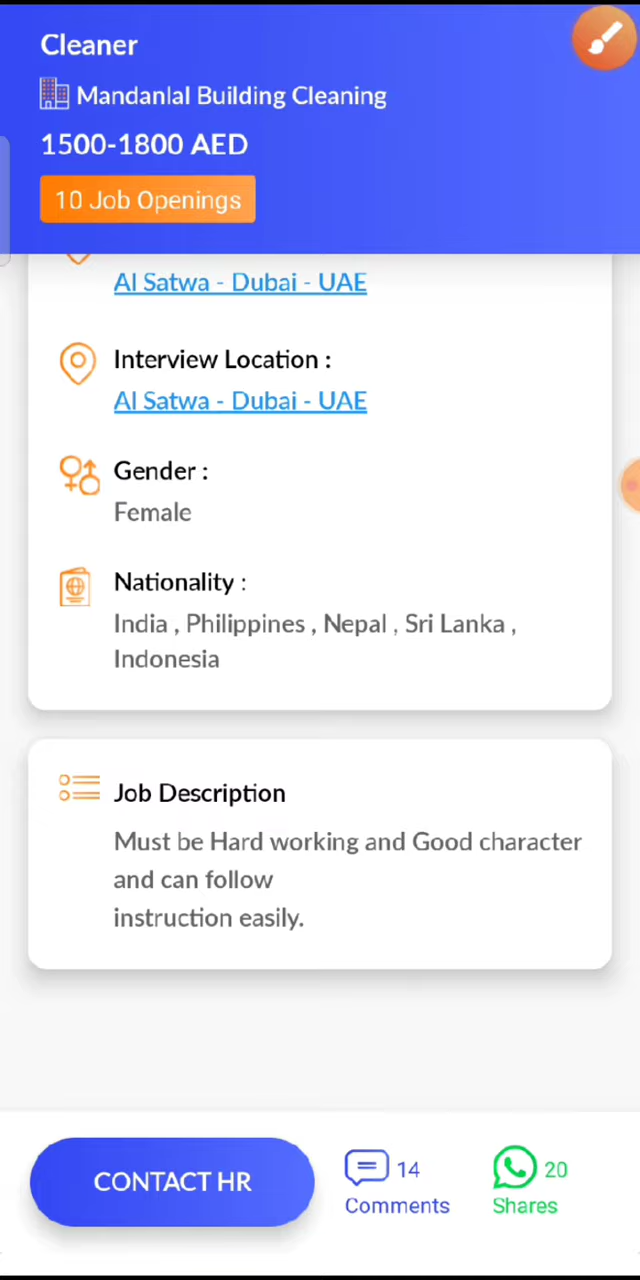 Cleaner
Mandanlal Building Cleaning
1500-1800 AED
10 Job Openings
Al Satwa - Dubai - UAE
Interview Location :
Al Satwa - Dubai - UAE
Gender :
Female
Nationality :
India , Philippines , Nepal , Sri Lanka ,
Indonesia
Job Description
Must be Hard working and Good character
and can follow
instruction easily.
CONTACT HR
14
Comments
20
Shares